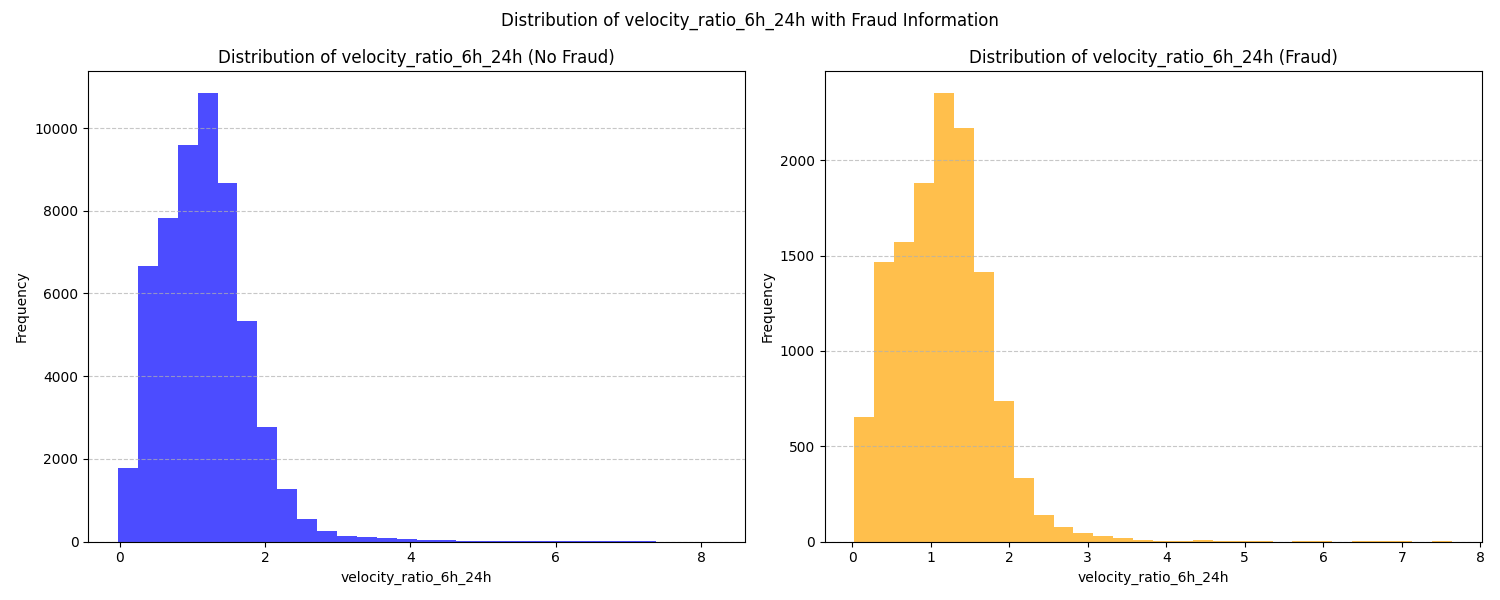 Distribution of velocity_ratio_6h_24h with Fraud Information
Distribution of velocity_ratio_6h_24h (No Fraud)
Frequency
10000
8000
6000
4000
2000
0
0 2 4 6 8
velocity_ratio_6h_24h
Distribution of velocity_ratio_6h_24h (Fraud)
Frequency
2000
1500
1000
500
0
0 1 2 3 4 5 6 7 8
velocity_ratio_6h_24h